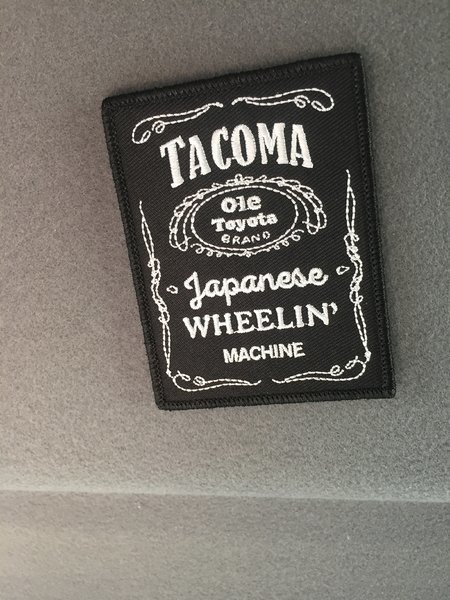 TACOMA
Ole
Toyota
BRAND
Japanese
WHEELIN'
MACHINE